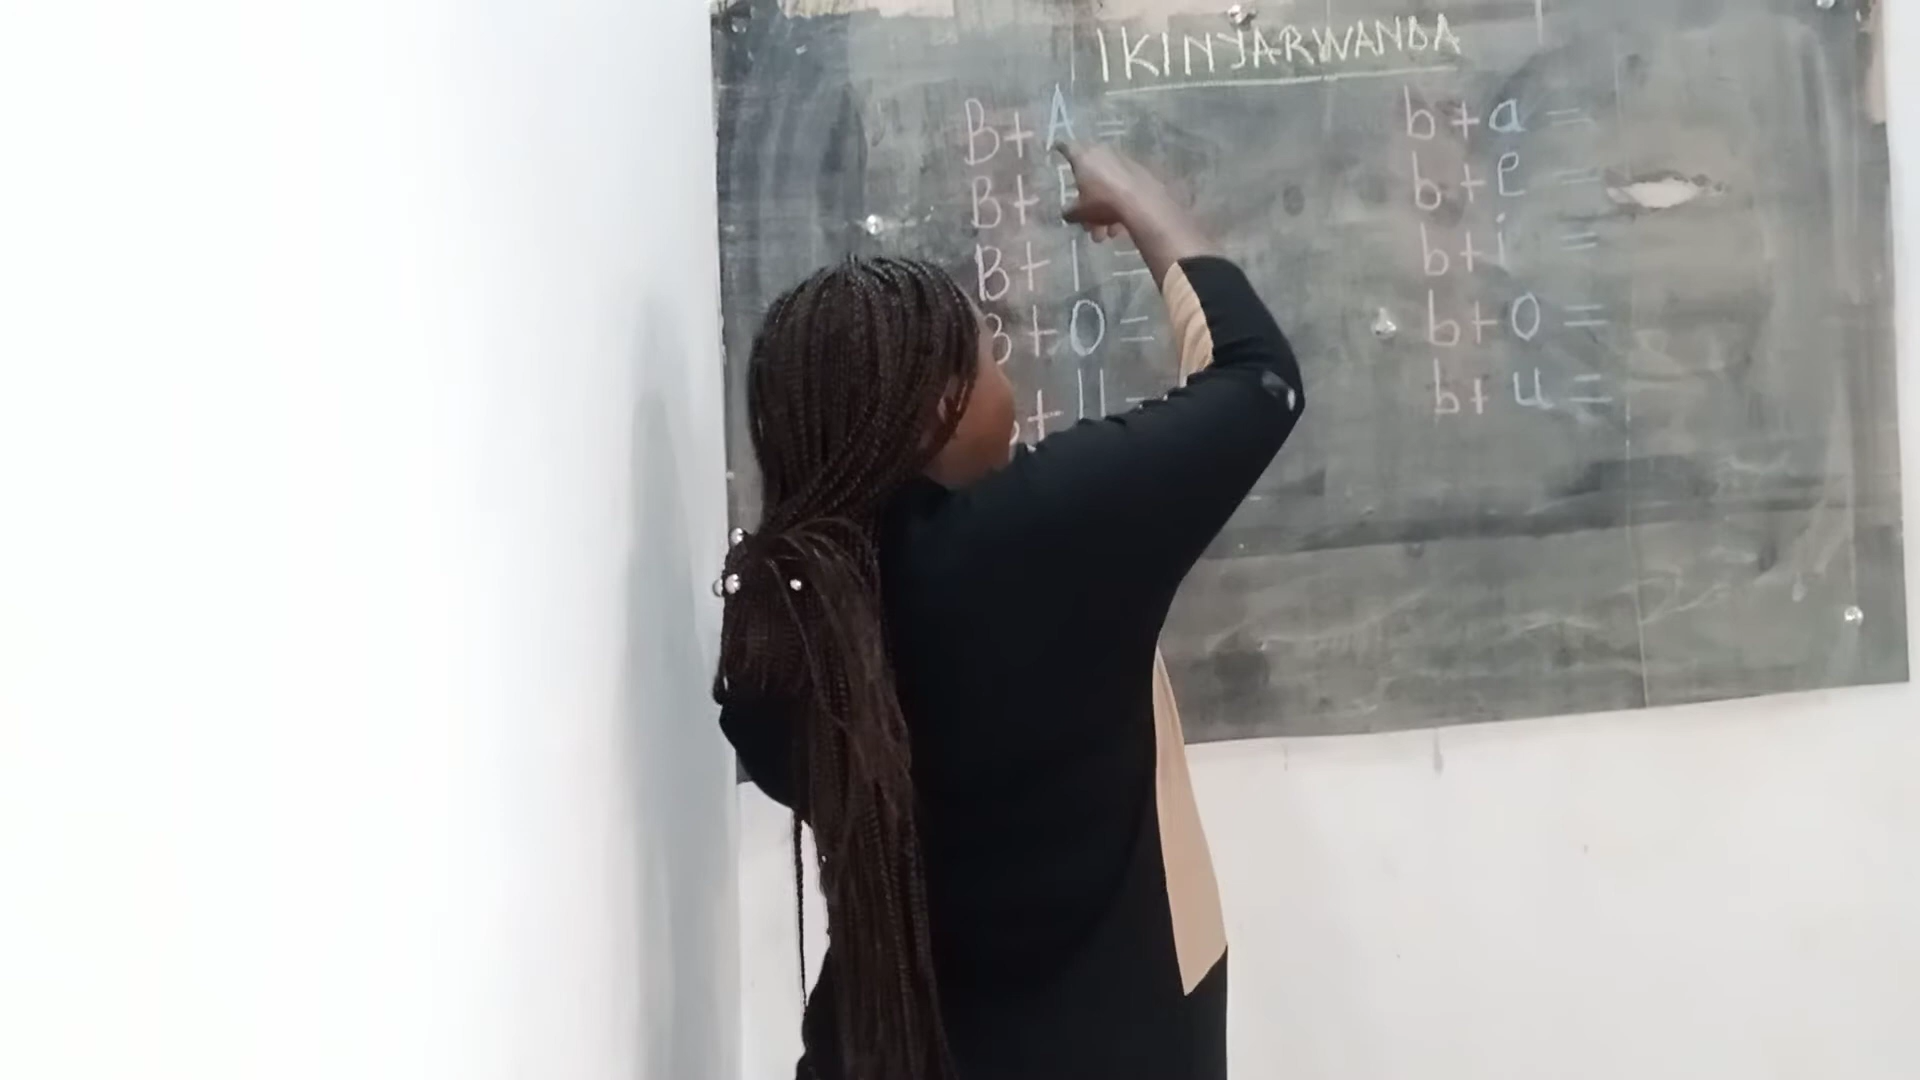 IKINYARWANDA
B+A = b+a =
B+E b+e =
B+I = b+i =
B+O = b+o =
+U = b+u =